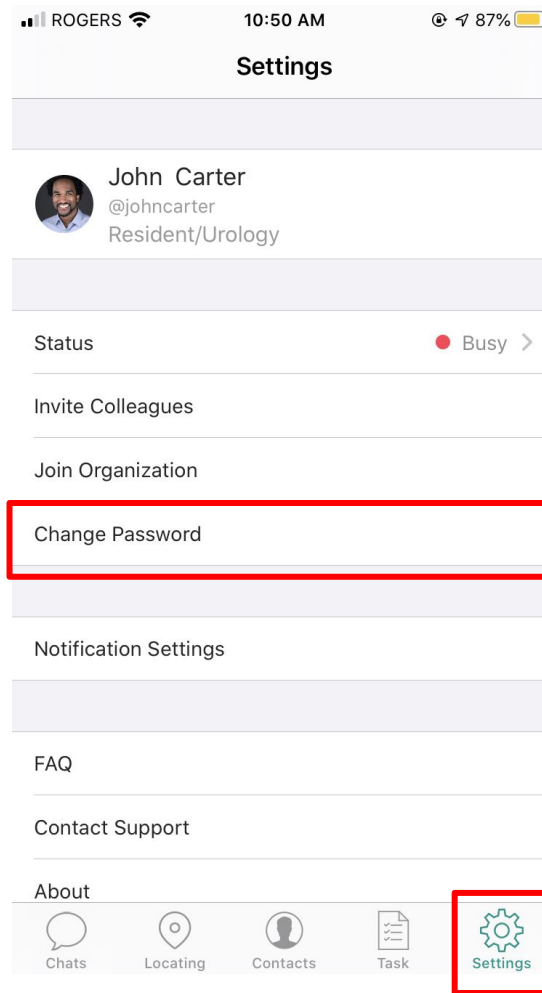 ROGERS 10:50 AM 87%
Settings
John Carter
@johncarter
Resident/Urology
Status Busy
Invite Colleagues
Join Organization
Change Password
Notification Settings
FAQ
Contact Support
About
Chats Locating Contacts Task Settings